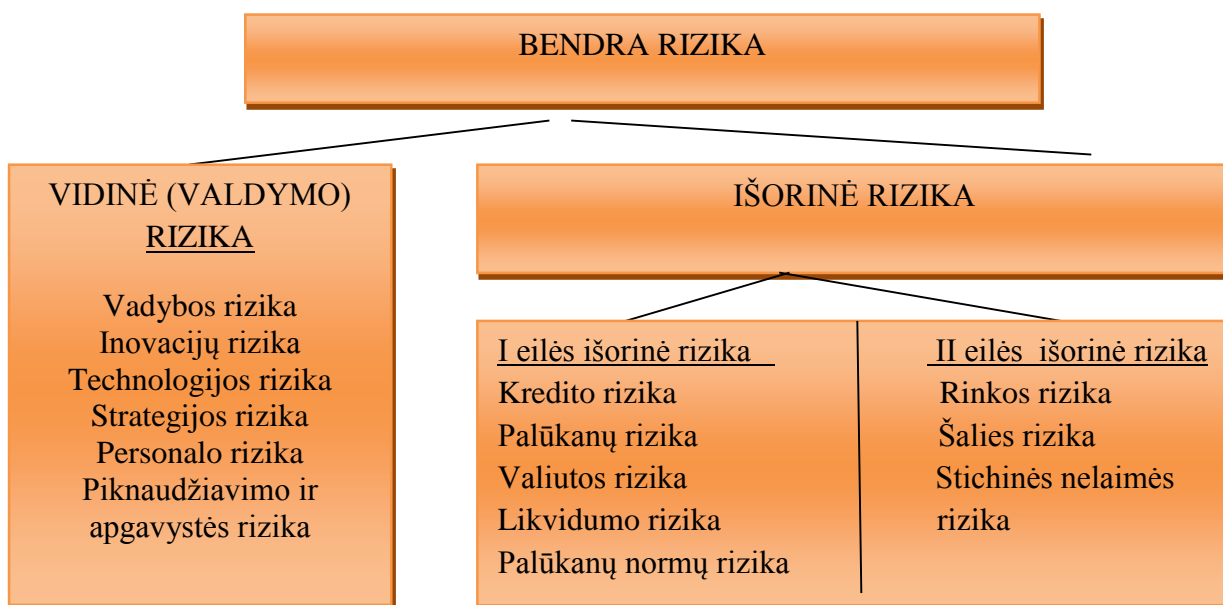 BENDRA RIZIKA
VIDINĖ (VALDYMO)
RIZIKA
Vadybos rizika
Inovacijų rizika
Technologijos rizika
Strategijos rizika
Personalo rizika
Piknaudžiavimo ir
apgavystės rizika
IŠORINĖ RIZIKA
I eilės išorinė rizika
Kredito rizika
Palūkanų rizika
Valiutos rizika
Likvidumo rizika
Palūkanų normų rizika
II eilės išorinė rizika
Rinkos rizika
Šalies rizika
Stichinės nelaimės
rizika